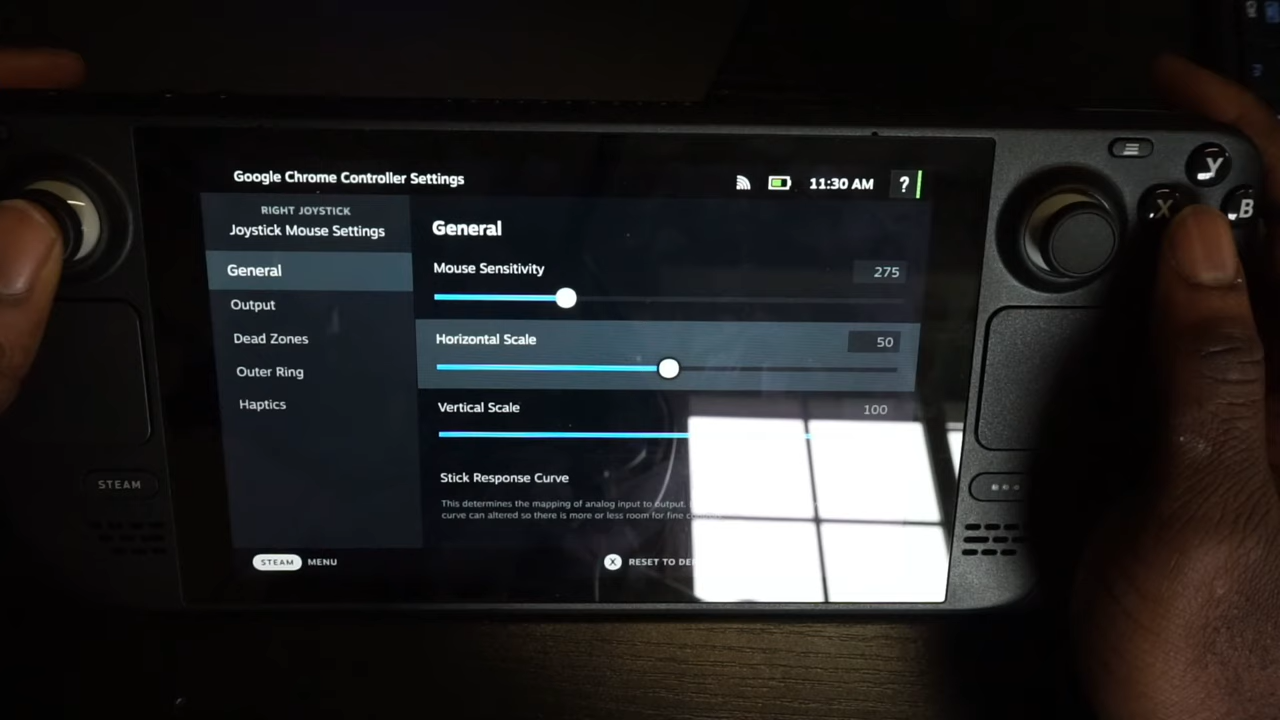 Google Chrome Controller Settings
11:30 AM
?
RIGHT JOYSTICK
Joystick Mouse Settings
General
Output
Dead Zones
Outer Ring
Haptics
General
Mouse Sensitivity
275
Horizontal Scale
50
Vertical Scale
100
Stick Response Curve
This determines the mapping of analog input to output.
curve can altered so there is more or less room for fine
STEAM
MENU
X
RESET TO
STEAM
Y
X
B